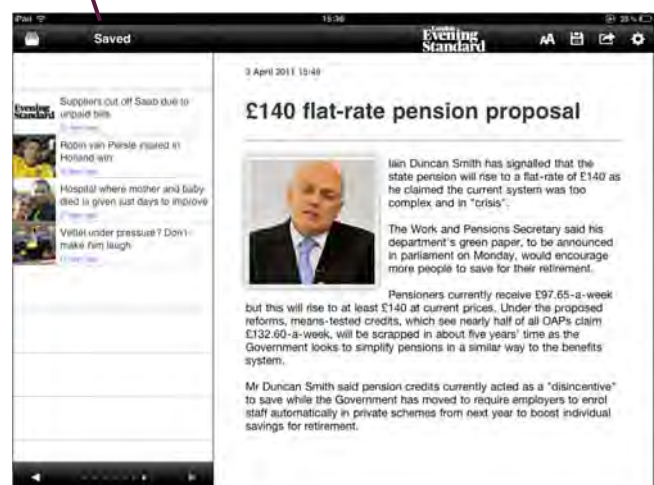 iPad 15:36 25%
Saved
London
Evening
Standard
AA
Evening
Standard
Suppliers cut off Saab due to
unpaid bills
Robin van Persie injured in
Holland win
Hospital where mother and baby
died is given just days to improve
Vettel under pressure? Don't
make him laugh
3 April 2011 15:48
£140 flat-rate pension proposal
Iain Duncan Smith has signalled that the
state pension will rise to a flat-rate of £140 as
he claimed the current system was too
complex and in "crisis".
The Work and Pensions Secretary said his
department's green paper, to be announced
in parliament on Monday, would encourage
more people to save for their retirement.
Pensioners currently receive £97.65-a-week
but this will rise to at least £140 at current prices. Under the proposed
reforms, means-tested credits, which see nearly half of all OAPs claim
£132.60-a-week, will be scrapped in about five years' time as the
Government looks to simplify pensions in a similar way to the benefits
system.
Mr Duncan Smith said pension credits currently acted as a "disincentive"
to save while the Government has moved to require employers to enrol
staff automatically in private schemes from next year to boost individual
savings for retirement.